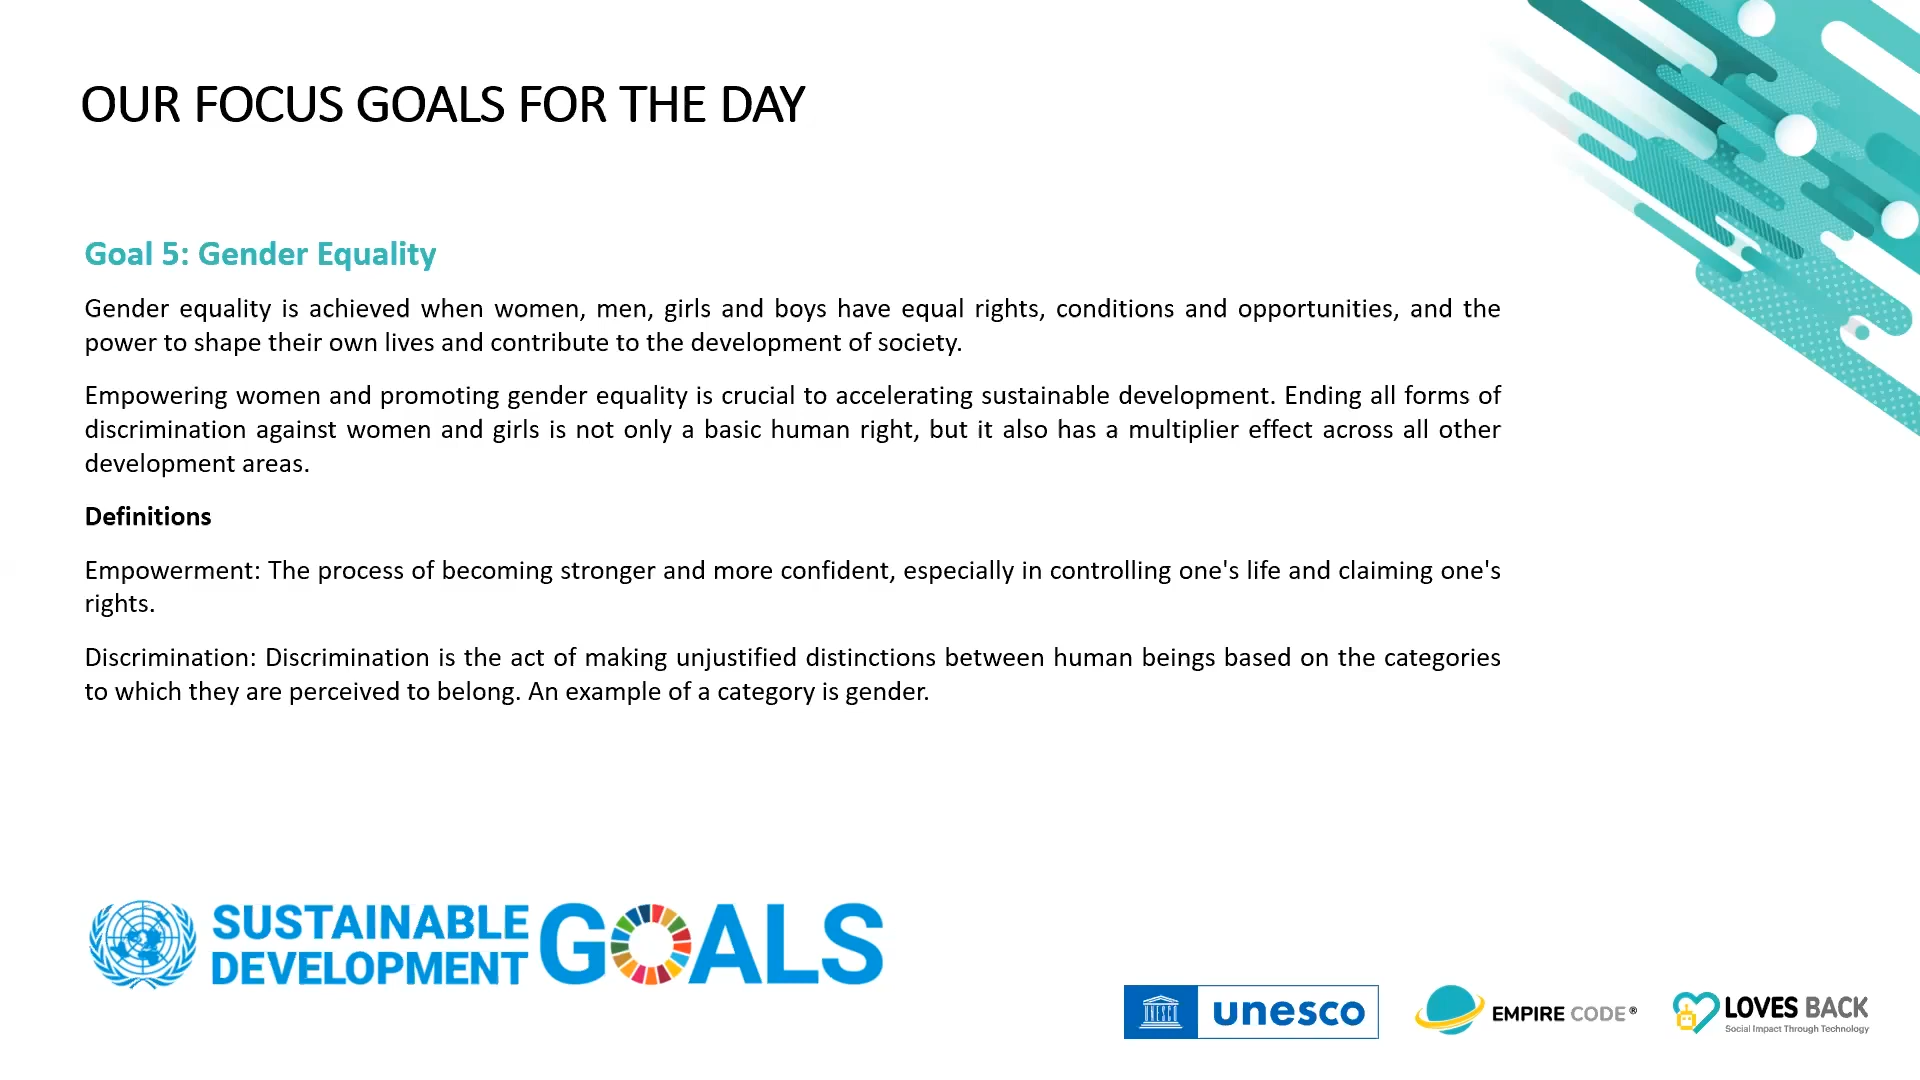 OUR FOCUS GOALS FOR THE DAY
Goal 5: Gender Equality
Gender equality is achieved when women, men, girls and boys have equal rights, conditions and opportunities, and the
power to shape their own lives and contribute to the development of society.
Empowering women and promoting gender equality is crucial to accelerating sustainable development. Ending all forms of
discrimination against women and girls is not only a basic human right, but it also has a multiplier effect across all other
development areas.
Definitions
Empowerment: The process of becoming stronger and more confident, especially in controlling one's life and claiming one's
rights.
Discrimination: Discrimination is the act of making unjustified distinctions between human beings based on the categories
to which they are perceived to belong. An example of a category is gender.
SUSTAINABLE
DEVELOPMENT
GOALS
UNESCO
unesco
EMPIRE CODE®
LOVES BACK
Social Impact Through Technology